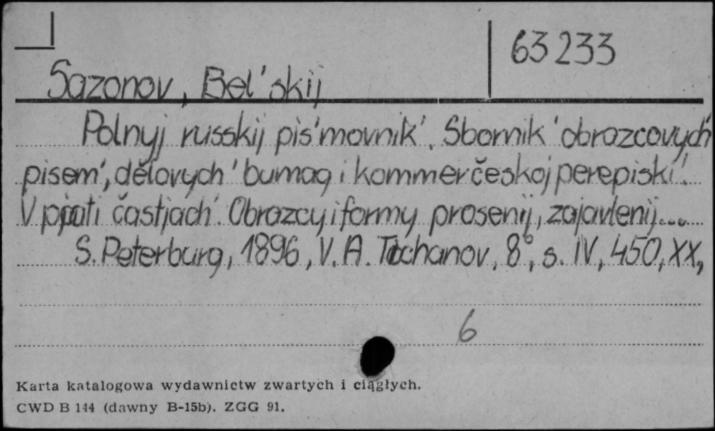 63233
Sazonov, Bel'skij
Polnyj russkij pis'movnik'. Sbornik 'obrazcovych'
pisem', dělovych' bumag i kommerčeskoj perepiski'.
V pjati častjach'. Obrazcy i formy prosenij, zajavlenij...
S. Peterburg, 1896, V. A. Tichanov, 8°, s. IV, 450, XX,
6
Karta katalogowa wydawnictw zwartych i ciągłych.
CWD B 144 (dawny B-15b). ZGG 91.